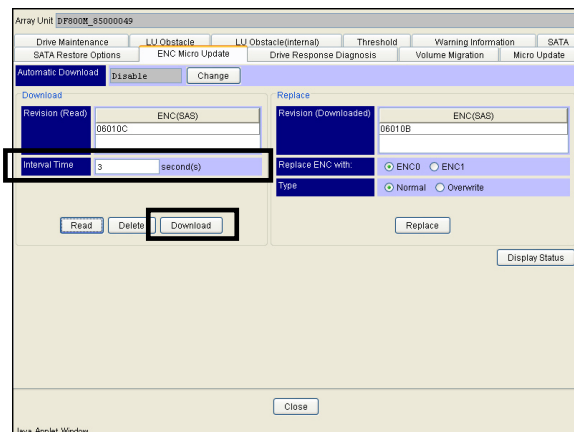 Array Unit DF800M_85000049
Drive Maintenance LU Obstacle LU Obstacle(internal) Threshold Warning Information SATA
SATA Restore Options ENC Micro Update Drive Response Diagnosis Volume Migration Micro Update
Automatic Download Disable Change
Download Replace
Revision (Read) ENC(SAS) Revision (Downloaded) ENC(SAS)
06010C 06010B
Interval Time 3 second(s) Replace ENC with: ENC0 ENC1
Type Normal Overwrite
Read Delete Download Replace
Display Status
Close
Java Applet Window